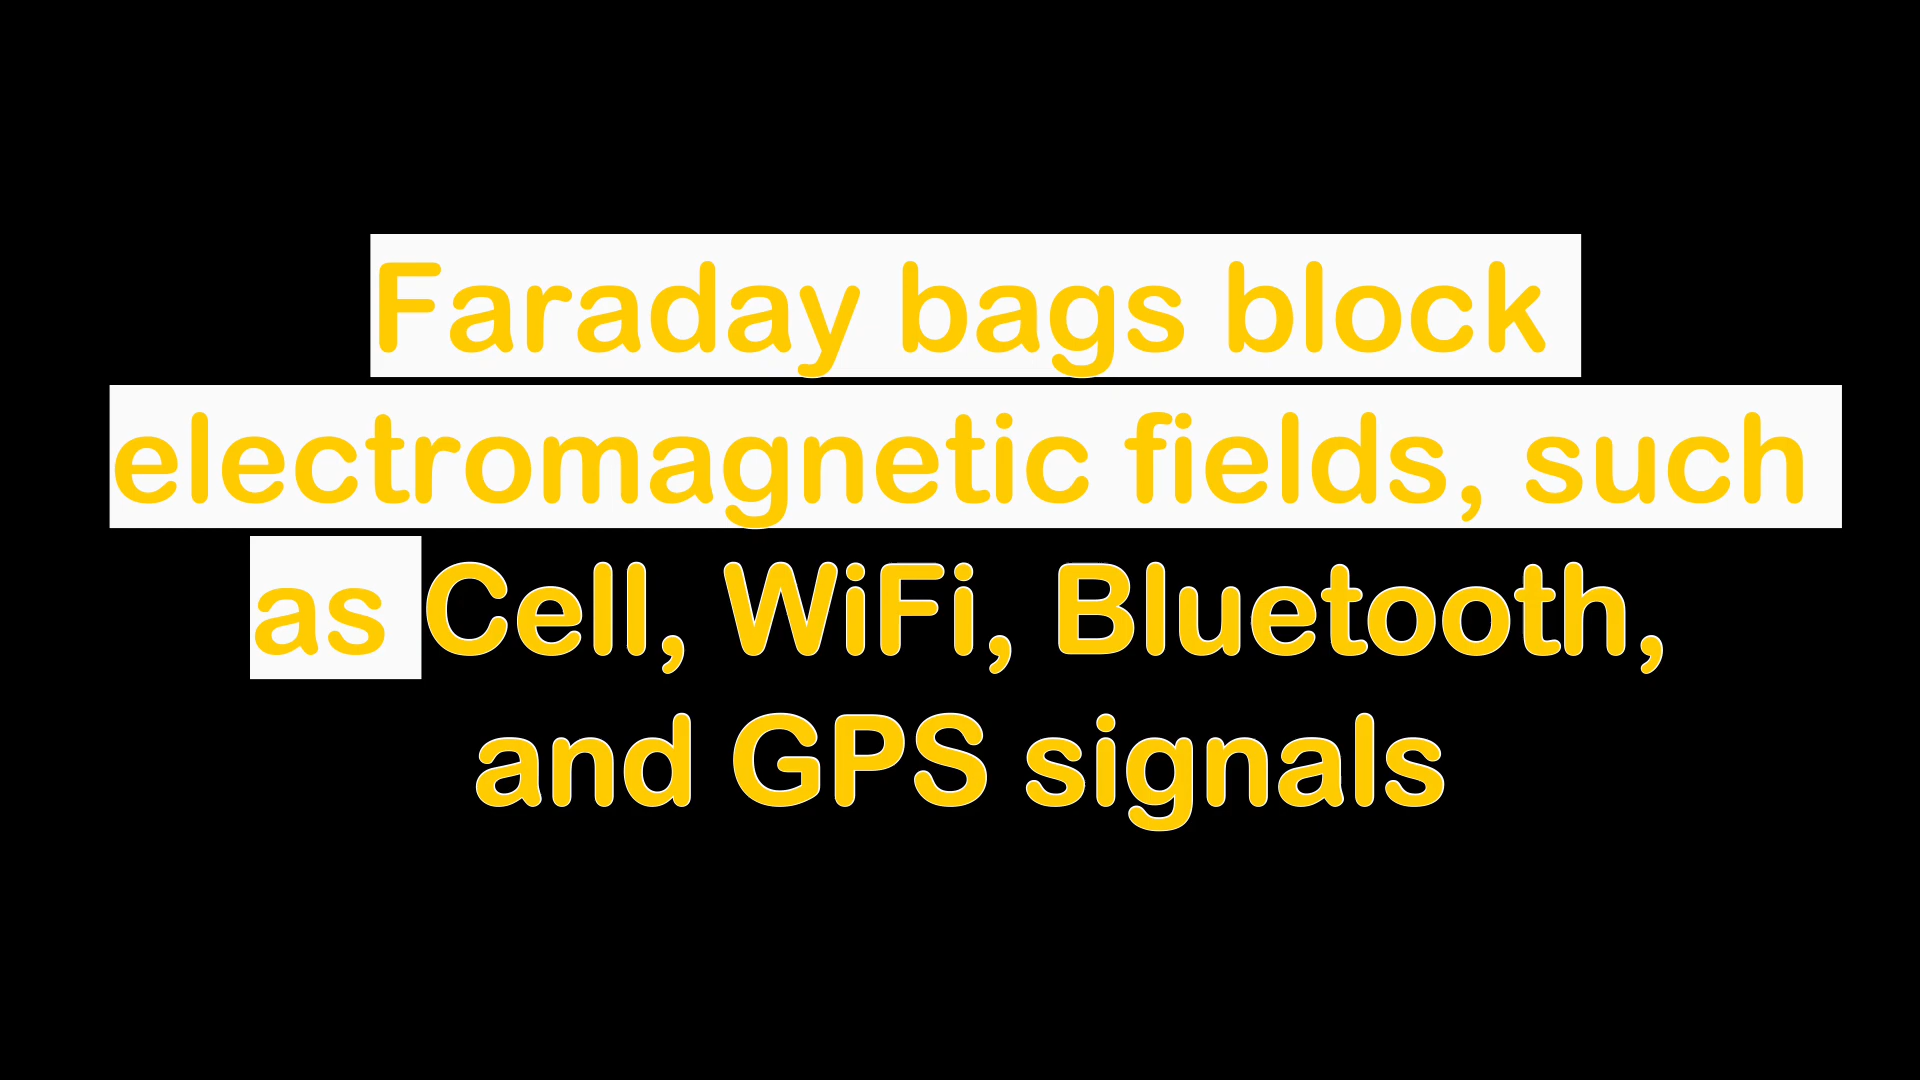 Faraday bags block
electromagnetic fields, such
as Cell, WiFi, Bluetooth,
and GPS signals